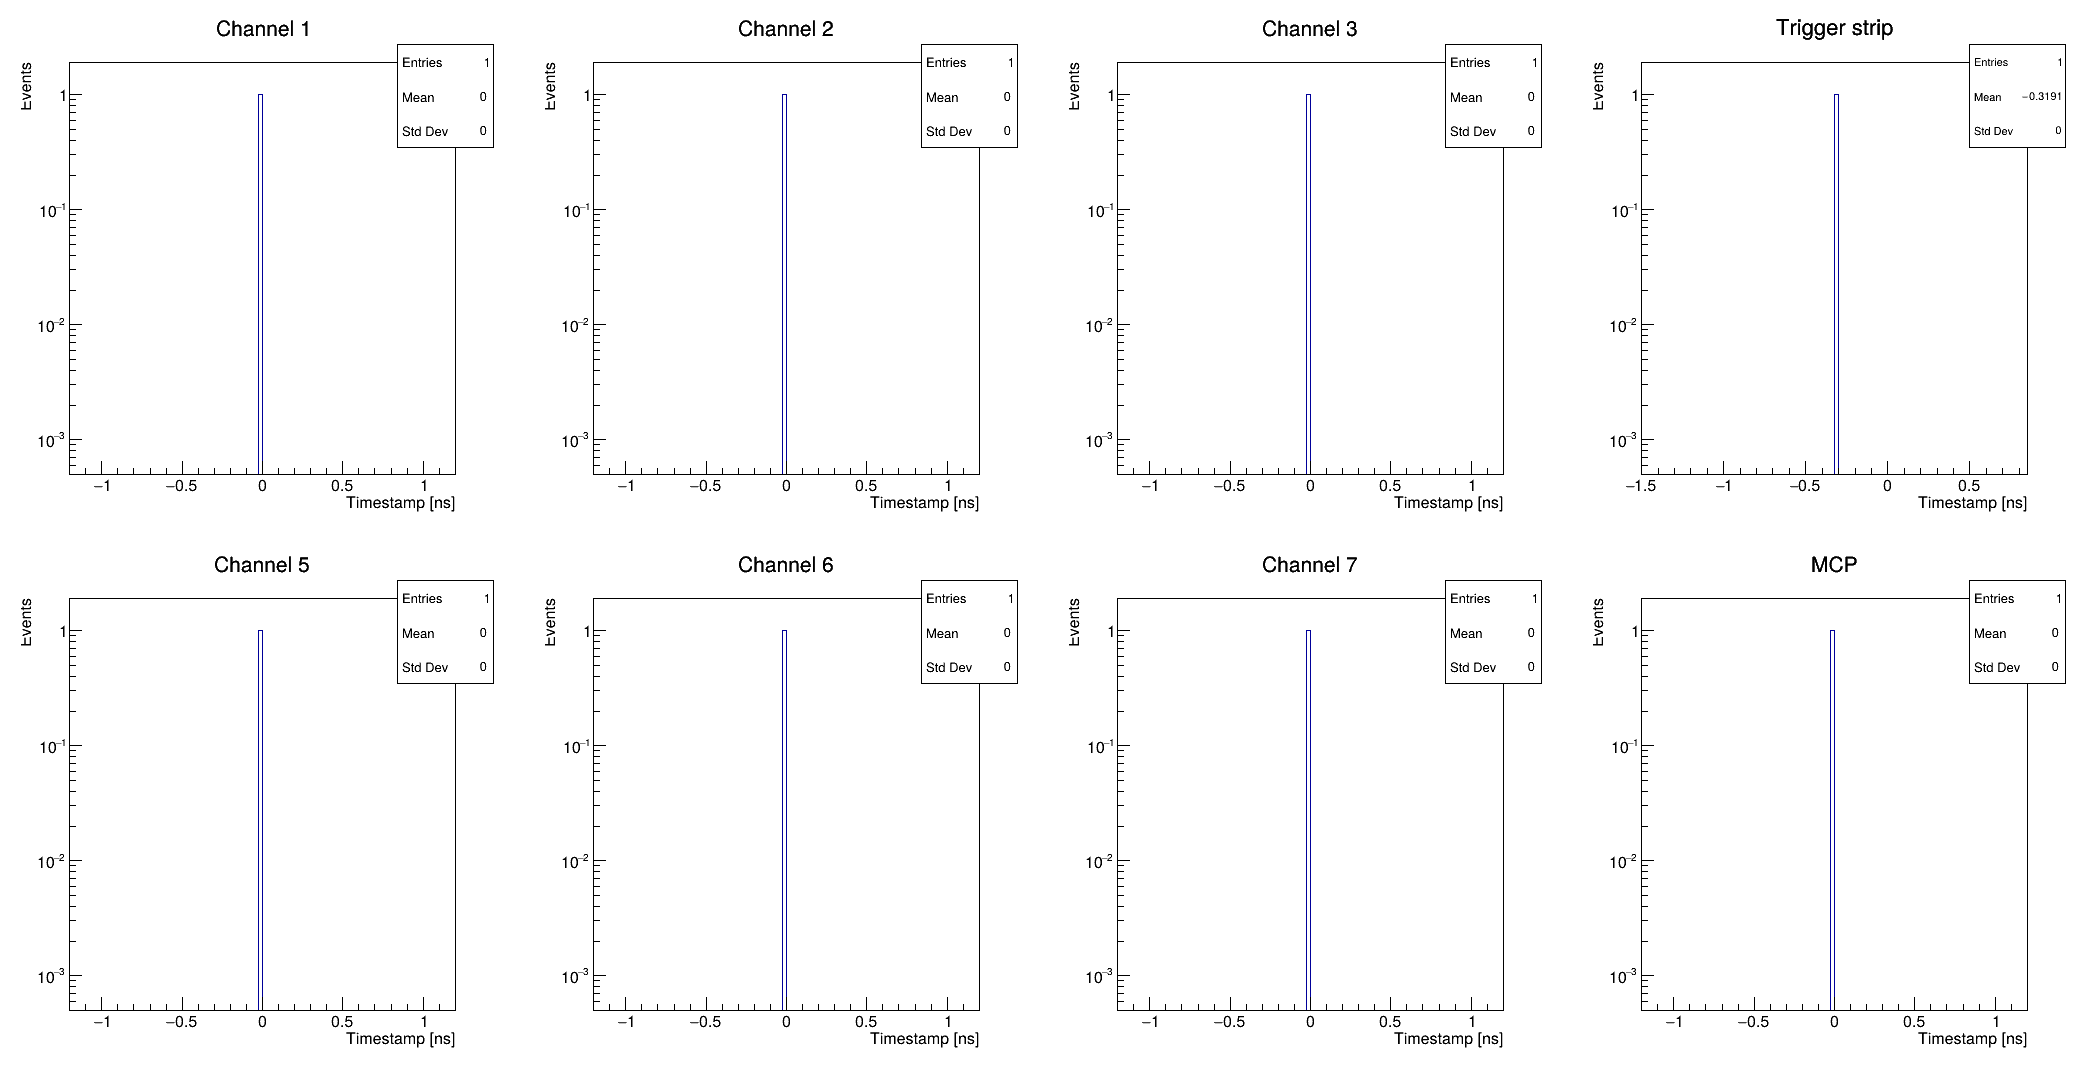 Channel 1
Events
Entries 1
Mean 0
Std Dev 0
1
10⁻¹
10⁻²
10⁻³
−1 −0.5 0 0.5 1
Timestamp [ns]
Channel 2
Events
Entries 1
Mean 0
Std Dev 0
1
10⁻¹
10⁻²
10⁻³
−1 −0.5 0 0.5 1
Timestamp [ns]
Channel 3
Events
Entries 1
Mean 0
Std Dev 0
1
10⁻¹
10⁻²
10⁻³
−1 −0.5 0 0.5 1
Timestamp [ns]
Trigger strip
Events
Entries 1
Mean −0.3191
Std Dev 0
1
10⁻¹
10⁻²
10⁻³
−1.5 −1 −0.5 0 0.5
Timestamp [ns]
Channel 5
Events
Entries 1
Mean 0
Std Dev 0
1
10⁻¹
10⁻²
10⁻³
−1 −0.5 0 0.5 1
Timestamp [ns]
Channel 6
Events
Entries 1
Mean 0
Std Dev 0
1
10⁻¹
10⁻²
10⁻³
−1 −0.5 0 0.5 1
Timestamp [ns]
Channel 7
Events
Entries 1
Mean 0
Std Dev 0
1
10⁻¹
10⁻²
10⁻³
−1 −0.5 0 0.5 1
Timestamp [ns]
MCP
Events
Entries 1
Mean 0
Std Dev 0
1
10⁻¹
10⁻²
10⁻³
−1 −0.5 0 0.5 1
Timestamp [ns]